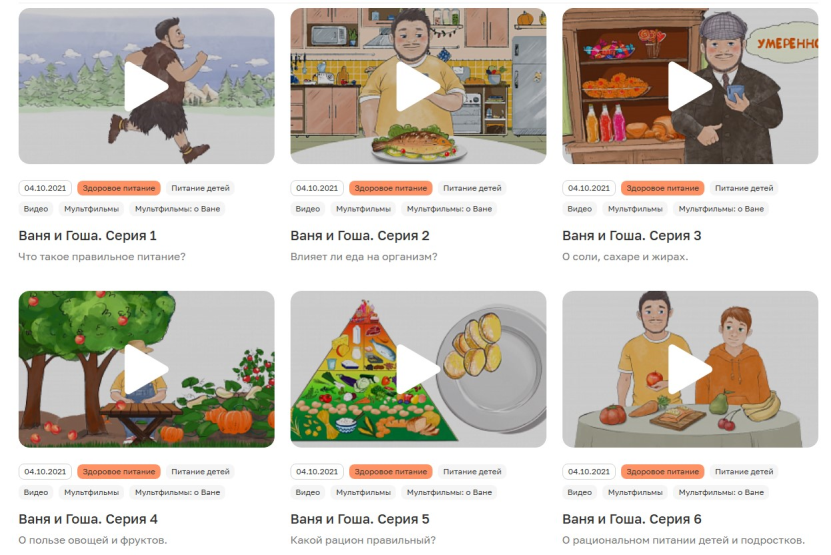 УМЕРЕННО
04.10.2021 Здоровое питание Питание детей
Видео Мультфильмы Мультфильмы: о Ване
Ваня и Гоша. Серия 1
Что такое правильное питание?
04.10.2021 Здоровое питание Питание детей
Видео Мультфильмы Мультфильмы: о Ване
Ваня и Гоша. Серия 2
Влияет ли еда на организм?
04.10.2021 Здоровое питание Питание детей
Видео Мультфильмы Мультфильмы: о Ване
Ваня и Гоша. Серия 3
О соли, сахаре и жирах.
04.10.2021 Здоровое питание Питание детей
Видео Мультфильмы Мультфильмы: о Ване
Ваня и Гоша. Серия 4
О пользе овощей и фруктов.
04.10.2021 Здоровое питание Питание детей
Видео Мультфильмы Мультфильмы: о Ване
Ваня и Гоша. Серия 5
Какой рацион правильный?
04.10.2021 Здоровое питание Питание детей
Видео Мультфильмы Мультфильмы: о Ване
Ваня и Гоша. Серия 6
О рациональном питании детей и подростков.